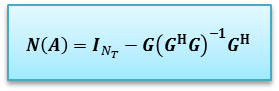 N(A) = I_{N_T} − G(G^H G)^{−1} G^H